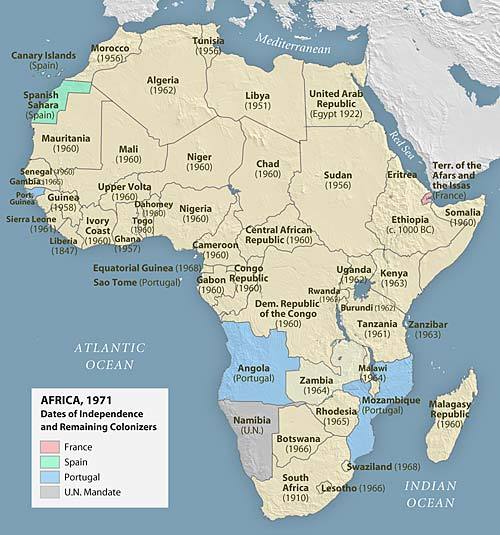 Mediterranean
Canary Islands
(Spain)
Morocco
(1956)
Tunisia
(1956)
Algeria
(1962)
Libya
(1951)
United Arab
Republic
(Egypt 1922)
Spanish
Sahara
(Spain)
Red Sea
Mauritania
(1960)
Mali
(1960)
Niger
(1960)
Chad
(1960)
Sudan
(1956)
Eritrea
Terr. of the
Afars and
the Issas
(France)
Senegal (1960)
Gambia (1965)
Port.
Guinea
Guinea
(1958)
Upper Volta
(1960)
Dahomey
(1960)
Togo
(1960)
Nigeria
(1960)
Ethiopia
(c. 1000 BC)
Somalia
(1960)
Sierra Leone
(1961)
Liberia
(1847)
Ivory
Coast
(1960)
Ghana
(1957)
Cameroon
(1960)
Central African
Republic (1960)
Equatorial Guinea (1968)
Sao Tome (Portugal)
Gabon
(1960)
Congo
Republic
(1960)
Uganda
(1962)
Kenya
(1963)
Rwanda
(1962)
Burundi (1962)
Dem. Republic
of the Congo
(1960)
Tanzania
(1961)
Zanzibar
(1963)
ATLANTIC
OCEAN
Angola
(Portugal)
Zambia
(1964)
Malawi
(1964)
Mozambique
(Portugal)
Malagasy
Republic
(1960)
Namibia
(U.N.)
Rhodesia
(1965)
Botswana
(1966)
Swaziland (1968)
South
Africa
(1910)
Lesotho (1966)
INDIAN
OCEAN
AFRICA, 1971
Dates of Independence
and Remaining Colonizers
France
Spain
Portugal
U.N. Mandate